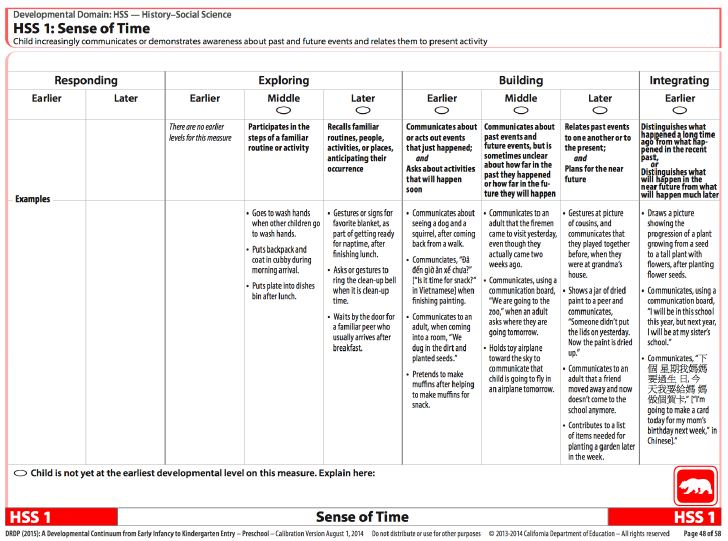 Developmental Domain: HSS — History–Social Science
HSS 1: Sense of Time
Child increasingly communicates or demonstrates awareness about past and future events and relates them to present activity
Responding
Exploring
Building
Integrating
Earlier
Later
Earlier
Middle
Later
Earlier
Middle
Later
Earlier
There are no earlier
levels for this measure
Participates in the
steps of a familiar
routine or activity
Recalls familiar
routines, people,
activities, or places,
anticipating their
occurrence
Communicates about
or acts out events
that just happened;
and
Asks about activities
that will happen
soon
Communicates about
past events and
future events, but is
sometimes unclear
about how far in the
past they happened
or how far in the fu-
ture they will happen
Relates past events
to one another or to
the present;
and
Plans for the near
future
Distinguishes what
happened a long time
ago from what hap-
pened in the recent
past,
or
Distinguishes what
will happen in the
near future from what
will happen much later
Examples
• Goes to wash hands
when other children go
to wash hands.
• Puts backpack and
coat in cubby during
morning arrival.
• Puts plate into dishes
bin after lunch.
• Gestures or signs for
favorite blanket, as
part of getting ready
for naptime, after
finishing lunch.
• Asks or gestures to
ring the clean-up bell
when it is clean-up
time.
• Waits by the door for
a familiar peer who
usually arrives after
breakfast.
• Communicates about
seeing a dog and a
squirrel, after coming
back from a walk.
• Communciates, “Đã
đến giờ ăn xế chưa?”
[“Is it time for snack?”
in Vietnamese] when
finishing painting.
• Communicates to an
adult, when coming
into a room, “We
dug in the dirt and
planted seeds.”
• Pretends to make
muffins after helping
to make muffins for
snack.
• Communicates to an
adult that the firemen
came to visit yesterday,
even though they
actually came two
weeks ago.
• Communicates, using a
communication board,
“We are going to the
zoo,” when an adult
asks where they are
going tomorrow.
• Holds toy airplane
toward the sky to
communicate that
child is going to fly in
an airplane tomorrow.
• Gestures at picture
of cousins, and
communicates that
they played together
before, when they
were at grandma’s
house.
• Shows a jar of dried
paint to a peer and
communicates,
“Someone didn’t put
the lids on yesterday.
Now the paint is dried
up.”
• Communicates to an
adult that a friend
moved away and now
doesn’t come to the
school anymore.
• Contributes to a list
of items needed for
planting a garden later
in the week.
• Draws a picture
showing the
progression of a plant
growing from a seed
to a tall plant with
flowers, after planting
flower seeds.
• Communicates, using a
communication board,
“I will be in this school
this year, but next year,
I will be at my sister’s
school.”
• Communicates, “下
個 星期我媽媽
要過生 日, 今
天我要給媽 媽
做個賀卡,” [“I’m
going to make a card
today for my mom’s
birthday next week,” in
Chinese].”
Child is not yet at the earliest developmental level on this measure. Explain here:
HSS 1
Sense of Time
HSS 1
DRDP (2015): A Developmental Continuum from Early Infancy to Kindergarten Entry – Preschool – Calibration Version August 1, 2014 Do not distribute or use for other purposes © 2013-2014 California Department of Education – All rights reserved Page 48 of 58